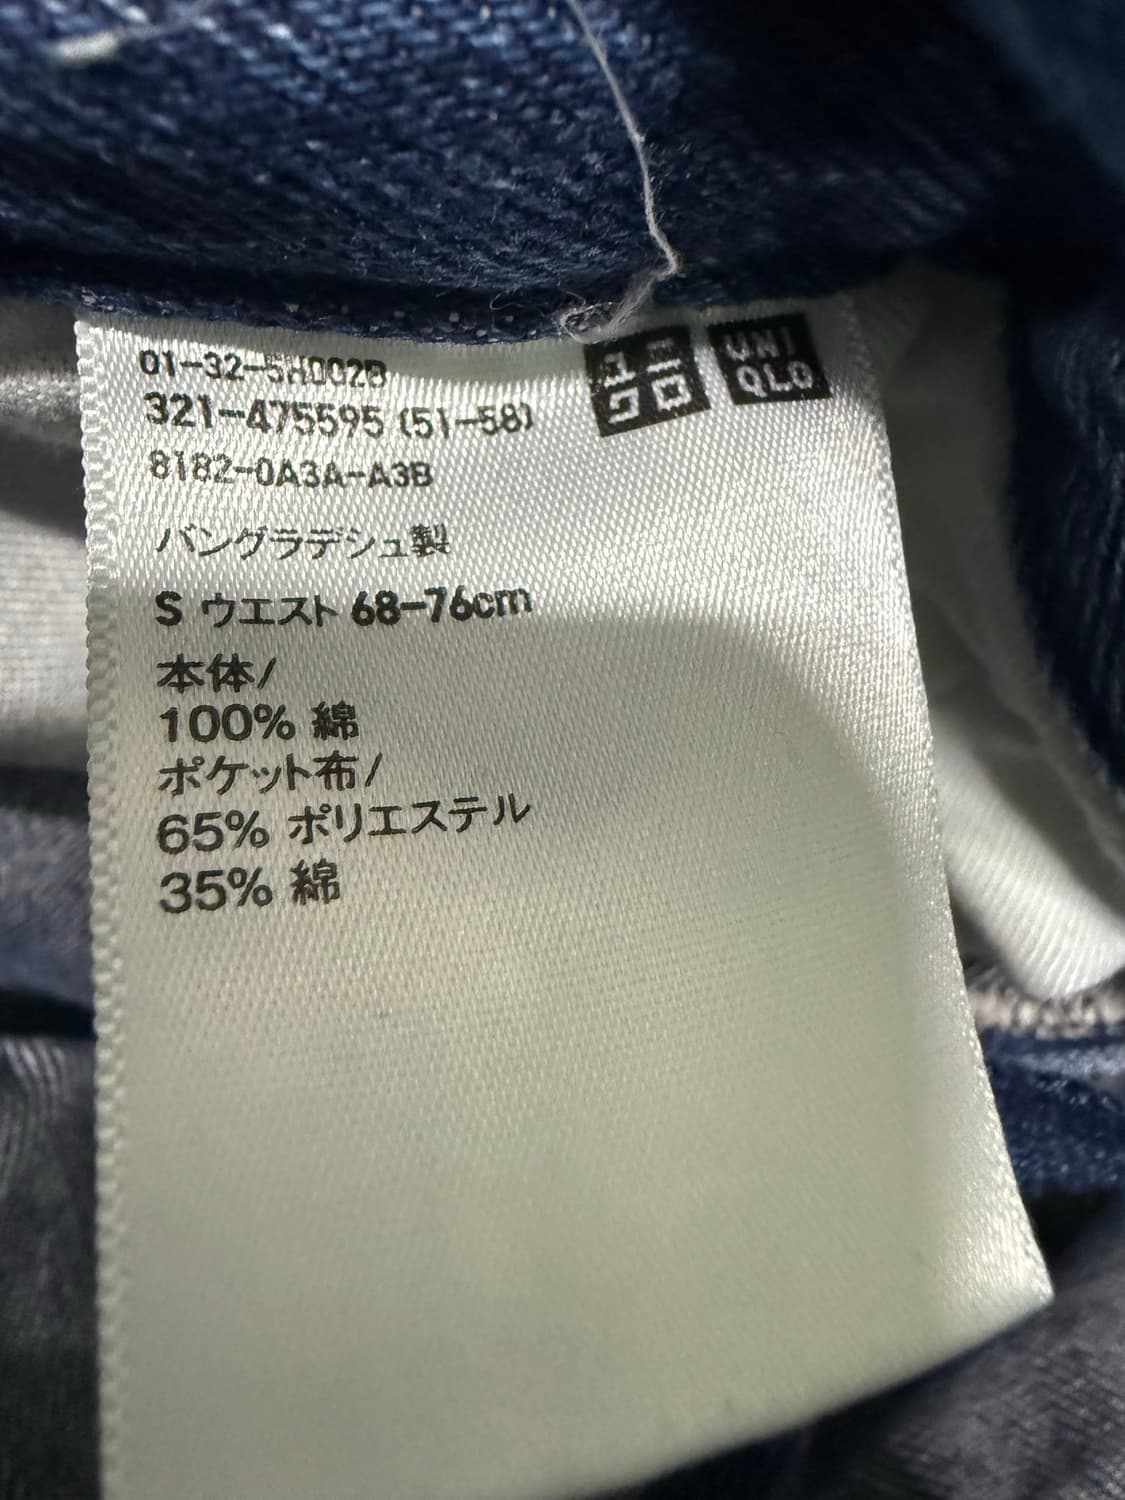 01-32-5H002B
321-475595 (51-58)
8182-0A3A-A3B
ユニ
クロ
UNI
QLO
バングラデシュ製
S ウエスト 68-76cm
本体/
100% 綿
ポケット布/
65% ポリエステル
35% 綿